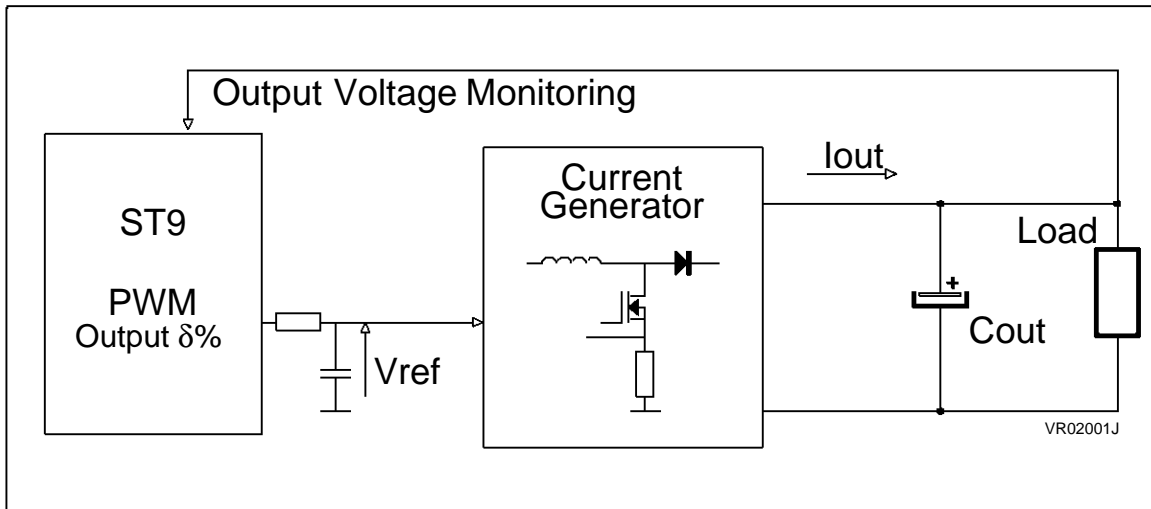 Output Voltage Monitoring
ST9
PWM
Output δ%
Vref
Current
Generator
Iout
Load
+
Cout
VR02001J